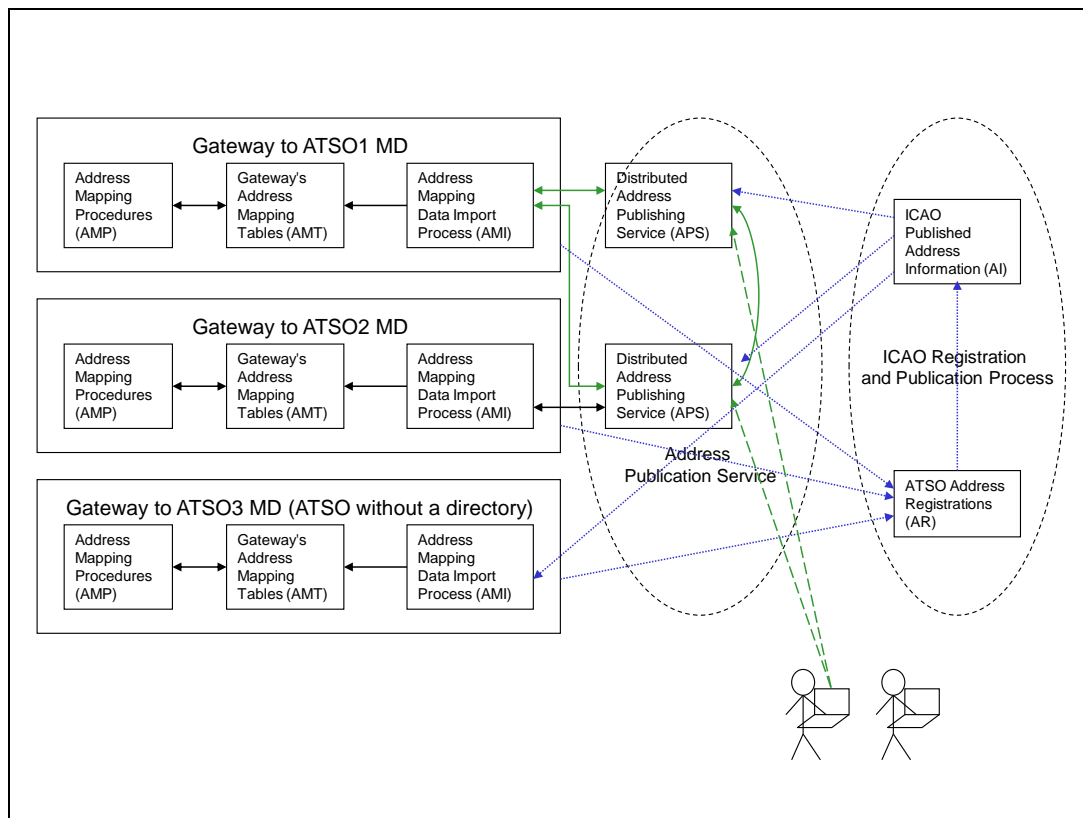 Gateway to ATSO1 MD
Address
Mapping
Procedures (AMP)
Gateway's
Address
Mapping
Tables (AMT)
Address
Mapping
Data Import
Process (AMI)
Distributed
Address
Publishing
Service (APS)
ICAO
Published
Address
Information (AI)
Gateway to ATSO2 MD
Address
Mapping
Procedures (AMP)
Gateway's
Address
Mapping
Tables (AMT)
Address
Mapping
Data Import
Process (AMI)
Distributed
Address
Publishing
Service (APS)
ICAO Registration
and Publication Process
Address
Publication Service
Gateway to ATSO3 MD (ATSO without a directory)
Address
Mapping
Procedures (AMP)
Gateway's
Address
Mapping
Tables (AMT)
Address
Mapping
Data Import
Process (AMI)
ATSO Address
Registrations
(AR)